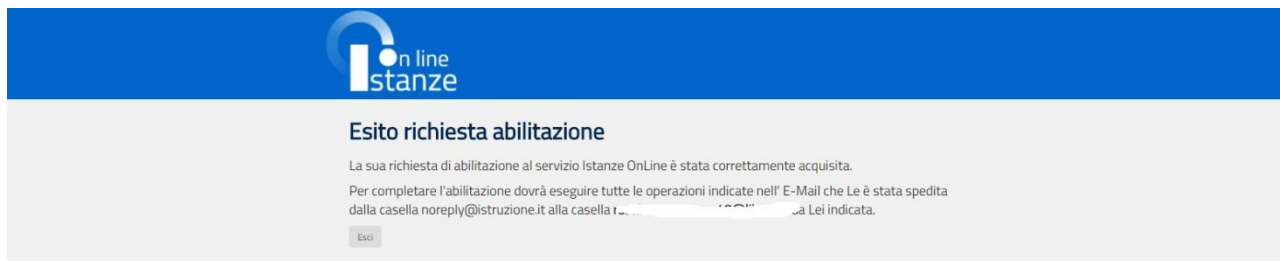 On line
Istanze
Esito richiesta abilitazione
La sua richiesta di abilitazione al servizio Istanze OnLine è stata correttamente acquisita.
Per completare l'abilitazione dovrà eseguire tutte le operazioni indicate nell' E-Mail che Le è stata spedita
dalla casella noreply@istruzione.it alla casella Lei indicata.
Esci